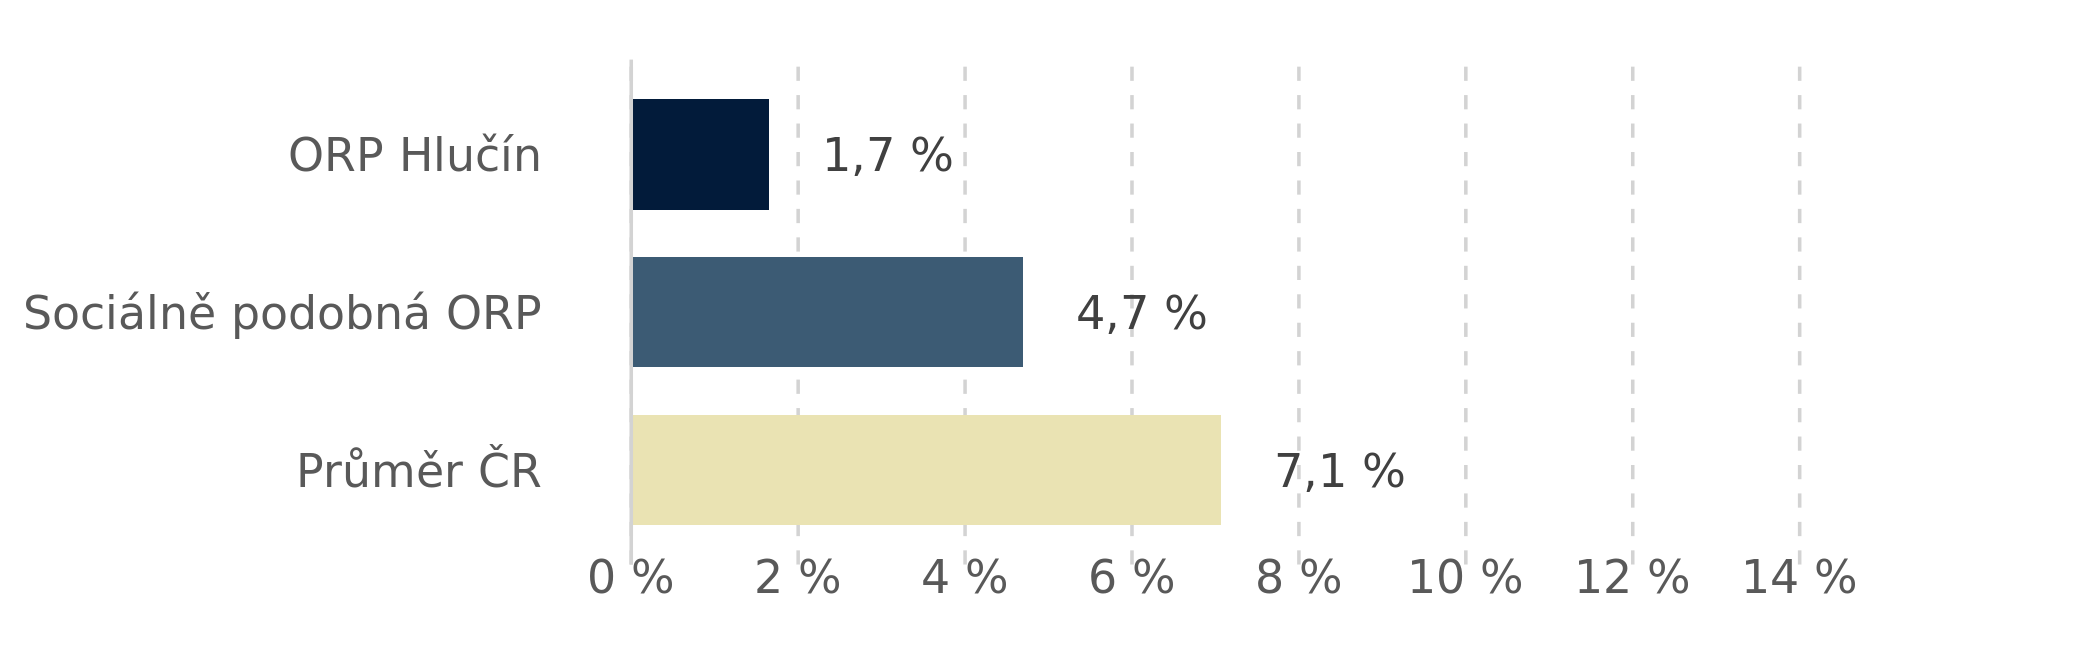 ORP Hlučín
1,7 %
Sociálně podobná ORP
4,7 %
Průměr ČR
7,1 %
0 % 2 % 4 % 6 % 8 % 10 % 12 % 14 %